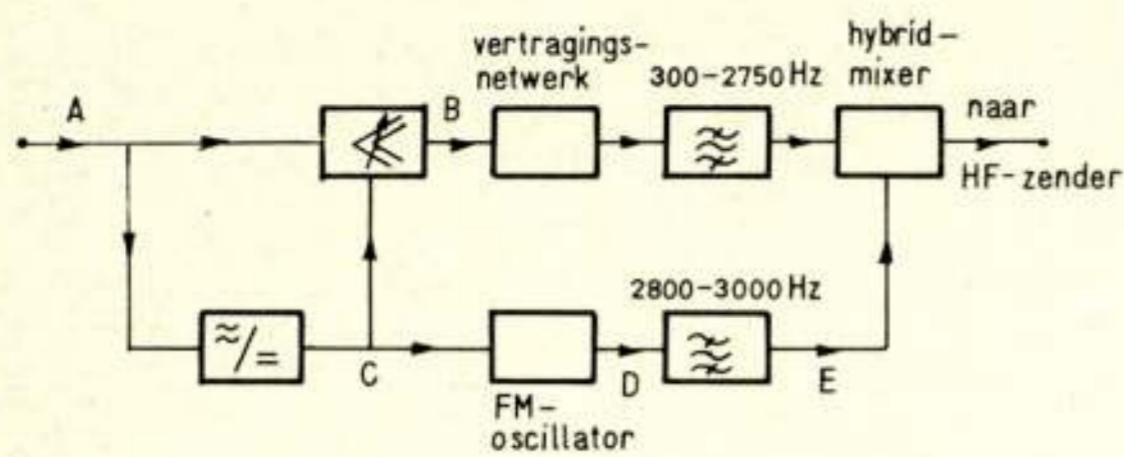 vertragings-
netwerk
300-2750 Hz
hybrid-
mixer
A
B
naar
HF-zender
2800-3000 Hz
≈/=
C
D
E
FM-
oscillator